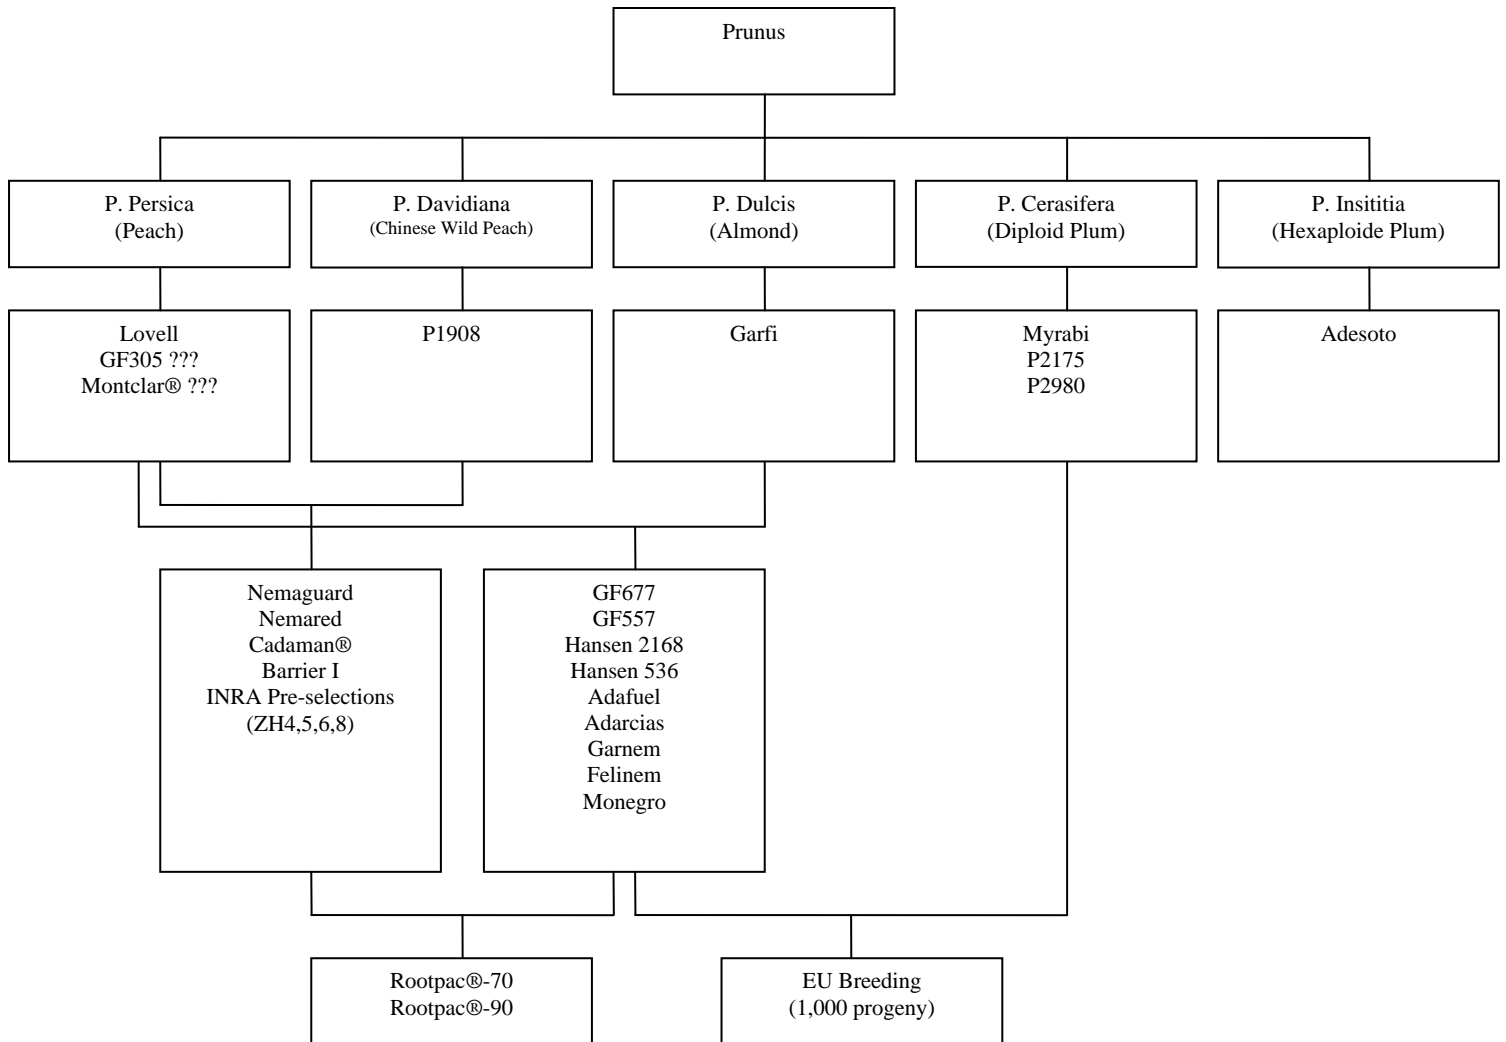 Prunus
P. Persica
(Peach)
P. Davidiana
(Chinese Wild Peach)
P. Dulcis
(Almond)
P. Cerasifera
(Diploid Plum)
P. Insititia
(Hexaploide Plum)
Lovell
GF305 ???
Montclar® ???
P1908
Garfi
Myrabi
P2175
P2980
Adesoto
Nemaguard
Nemared
Cadaman®
Barrier I
INRA Pre-selections
(ZH4,5,6,8)
GF677
GF557
Hansen 2168
Hansen 536
Adafuel
Adarcias
Garnem
Felinem
Monegro
Rootpac®-70
Rootpac®-90
EU Breeding
(1,000 progeny)